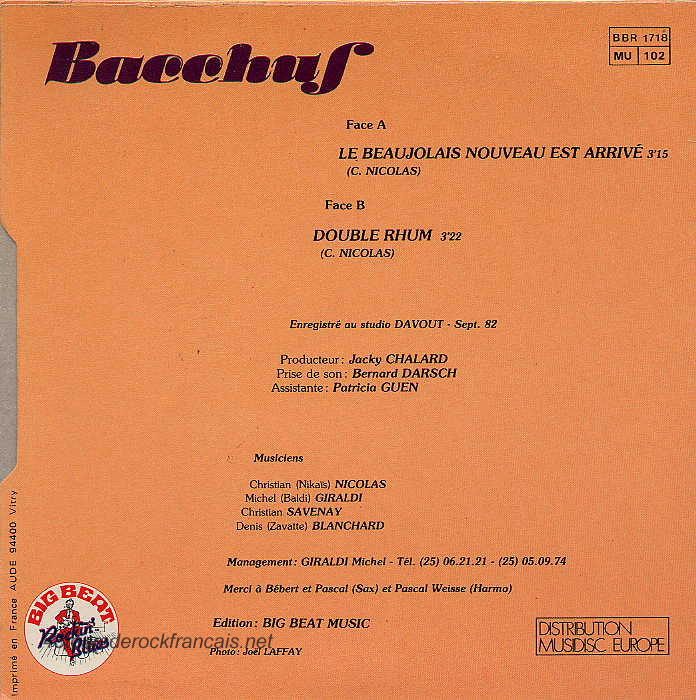 Bacchus
BBR 1718
MU 102
Face A
LE BEAUJOLAIS NOUVEAU EST ARRIVÉ 3'15
(C. NICOLAS)
Face B
DOUBLE RHUM 3'22
(C. NICOLAS)
Enregistré au studio DAVOUT - Sept. 82
Producteur : Jacky CHALARD
Prise de son : Bernard DARSCH
Assistante : Patricia GUEN
Musiciens
Christian (Nikaïs) NICOLAS
Michel (Baldi) GIRALDI
Christian SAVENAY
Denis (Zavatte) BLANCHARD
Management : GIRALDI Michel - Tél. (25) 06.21.21 - (25) 05.09.74
Merci à Bébert et Pascal (Sax) et Pascal Weisse (Harmo)
Edition : BIG BEAT MUSIC
Photo : Joël LAFFAY
DISTRIBUTION
MUSIDISC EUROPE
BIG BEAT
Rockin' Blues
derockfrancais.net
Imprimé en France AUDE 94400 Vitry